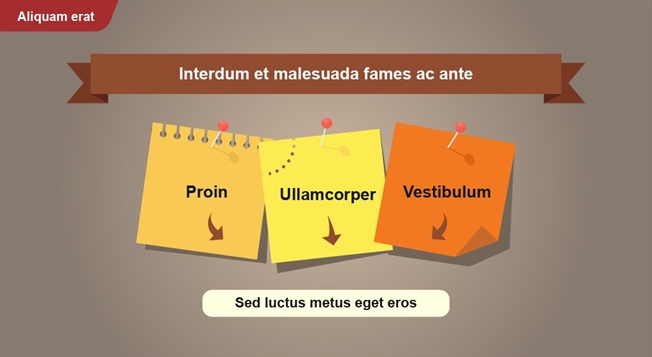 Aliquam erat
Interdum et malesuada fames ac ante
Proin
Ullamcorper
Vestibulum
Sed luctus metus eget eros